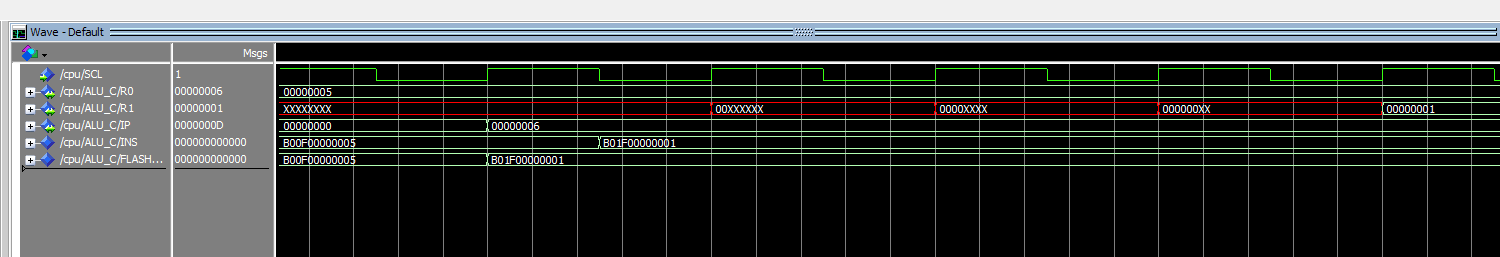 Wave - Default
Msgs
/cpu/SCL 1
/cpu/ALU_C/R0 00000006 00000005
/cpu/ALU_C/R1 00000001 XXXXXXXX 00XXXXXX 0000XXXX 000000XX 00000001
/cpu/ALU_C/IP 0000000D 00000000 00000006
/cpu/ALU_C/INS 000000000000 B00F00000005 B01F00000001
/cpu/ALU_C/FLASH... 000000000000 B00F00000005 B01F00000001